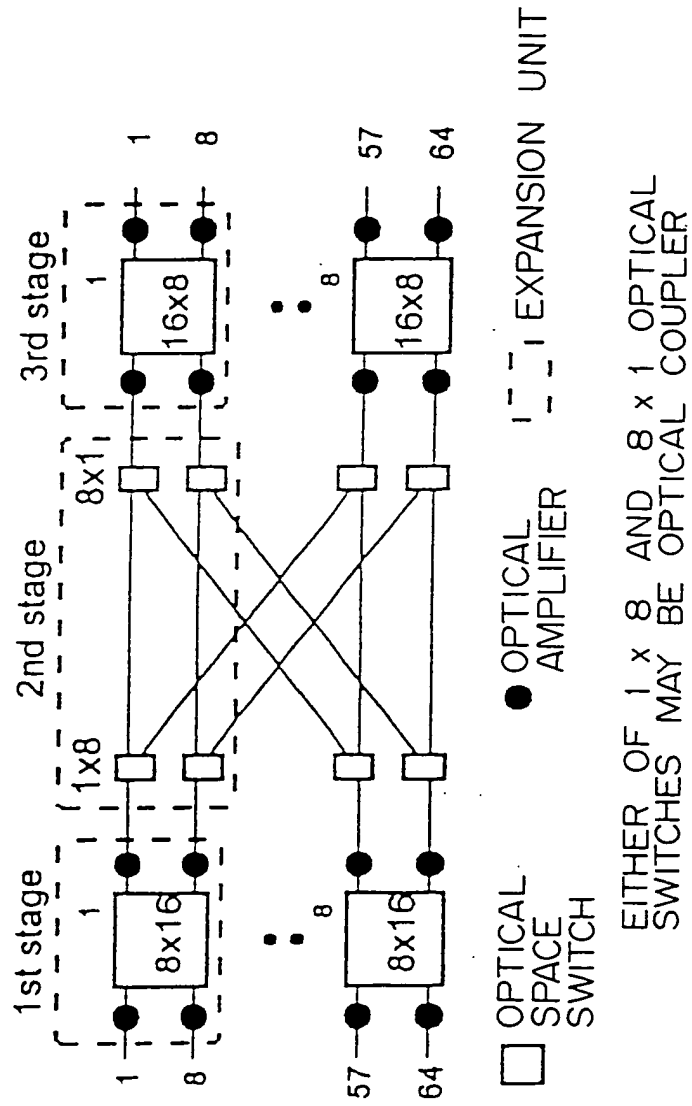 1st stage
2nd stage
3rd stage
1
8x16
1x8
8x1
1
16x8
1
8
1
8
8
8x16
8
16x8
57
64
57
64
OPTICAL
SPACE
SWITCH
OPTICAL
AMPLIFIER
EXPANSION UNIT
EITHER OF 1 x 8 AND 8 x 1 OPTICAL
SWITCHES MAY BE OPTICAL COUPLER